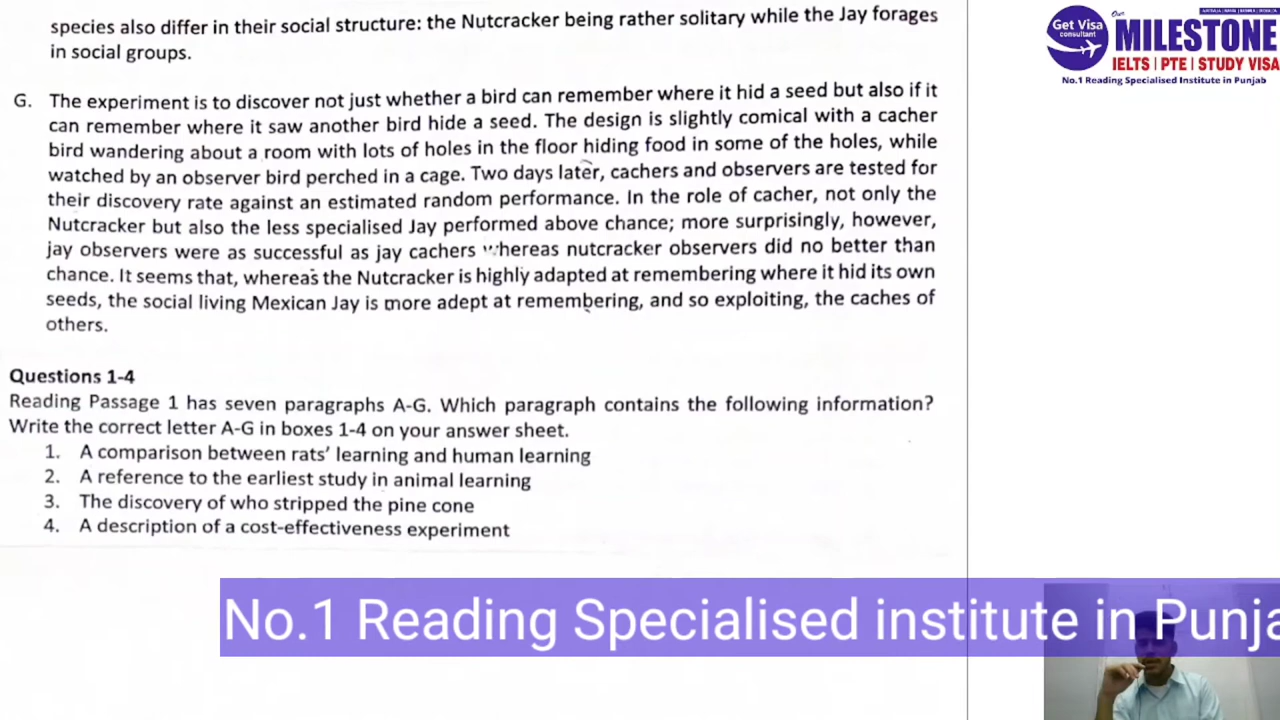 species also differ in their social structure: the Nutcracker being rather solitary while the Jay forages
in social groups.
G. The experiment is to discover not just whether a bird can remember where it hid a seed but also if it
can remember where it saw another bird hide a seed. The design is slightly comical with a cacher
bird wandering about a room with lots of holes in the floor hiding food in some of the holes, while
watched by an observer bird perched in a cage. Two days later, cachers and observers are tested for
their discovery rate against an estimated random performance. In the role of cacher, not only the
Nutcracker but also the less specialised Jay performed above chance; more surprisingly, however,
jay observers were as successful as jay cachers whereas nutcracker observers did no better than
chance. It seems that, whereas the Nutcracker is highly adapted at remembering where it hid its own
seeds, the social living Mexican Jay is more adept at remembering, and so exploiting, the caches of
others.
Questions 1-4
Reading Passage 1 has seven paragraphs A-G. Which paragraph contains the following information?
Write the correct letter A-G in boxes 1-4 on your answer sheet.
1. A comparison between rats' learning and human learning
2. A reference to the earliest study in animal learning
3. The discovery of who stripped the pine cone
4. A description of a cost-effectiveness experiment
Get Visa
consultant
Our
MILESTONE
IELTS | PTE | STUDY VISA
No.1 Reading Specialised Institute in Punjab
No.1 Reading Specialised institute in Punja